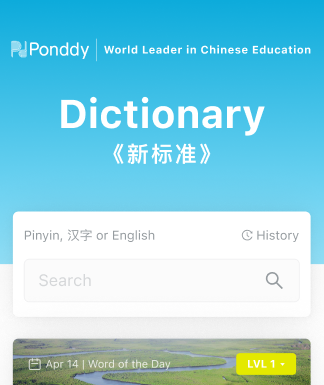 Ponddy | World Leader in Chinese Education
Dictionary
《新标准》
Pinyin, 汉字 or English History
Search
Apr 14 | Word of the Day LVL 1